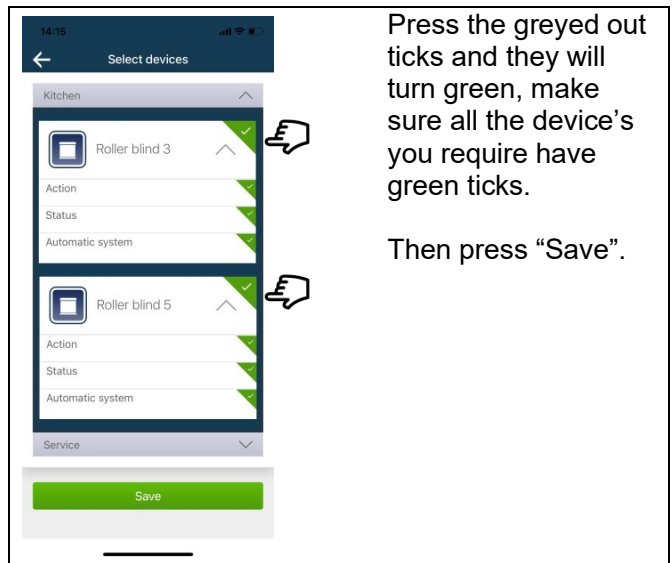 14:15
Select devices
Kitchen
Roller blind 3
Action
Status
Automatic system
Roller blind 5
Action
Status
Automatic system
Service
Save
Press the greyed out
ticks and they will
turn green, make
sure all the device’s
you require have
green ticks.
Then press “Save”.